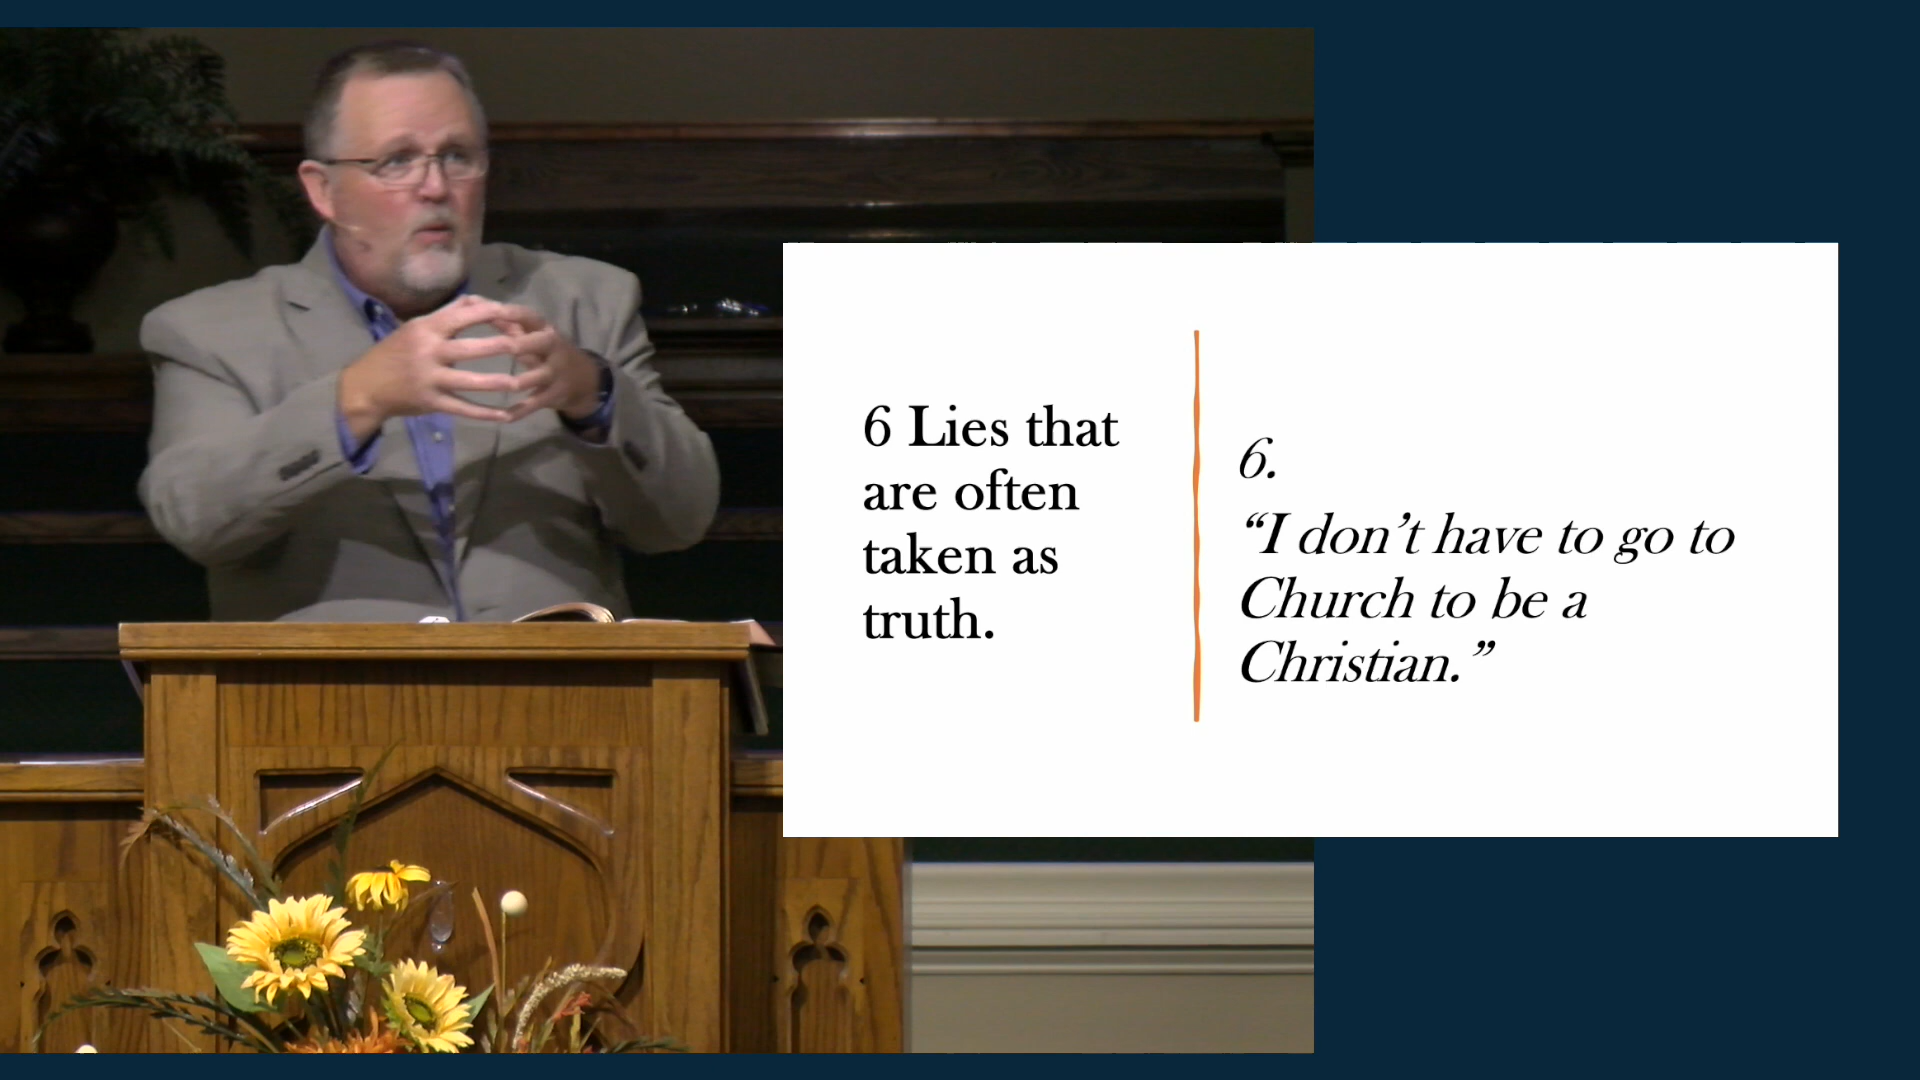 6 Lies that
are often
taken as
truth.
6.
“I don’t have to go to
Church to be a
Christian.”